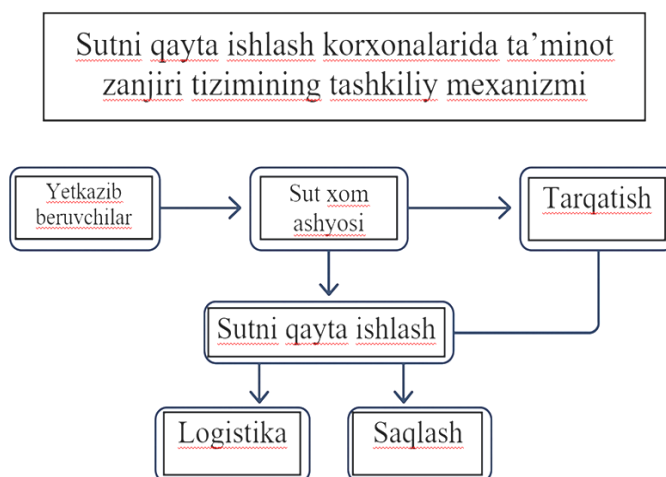 Sutni qayta ishlash korxonalarida ta’minot
zanjiri tizimining tashkiliy mexanizmi
Yetkazib
beruvchilar
Sut xom
ashyosi
Tarqatish
Sutni qayta ishlash
Logistika
Saqlash